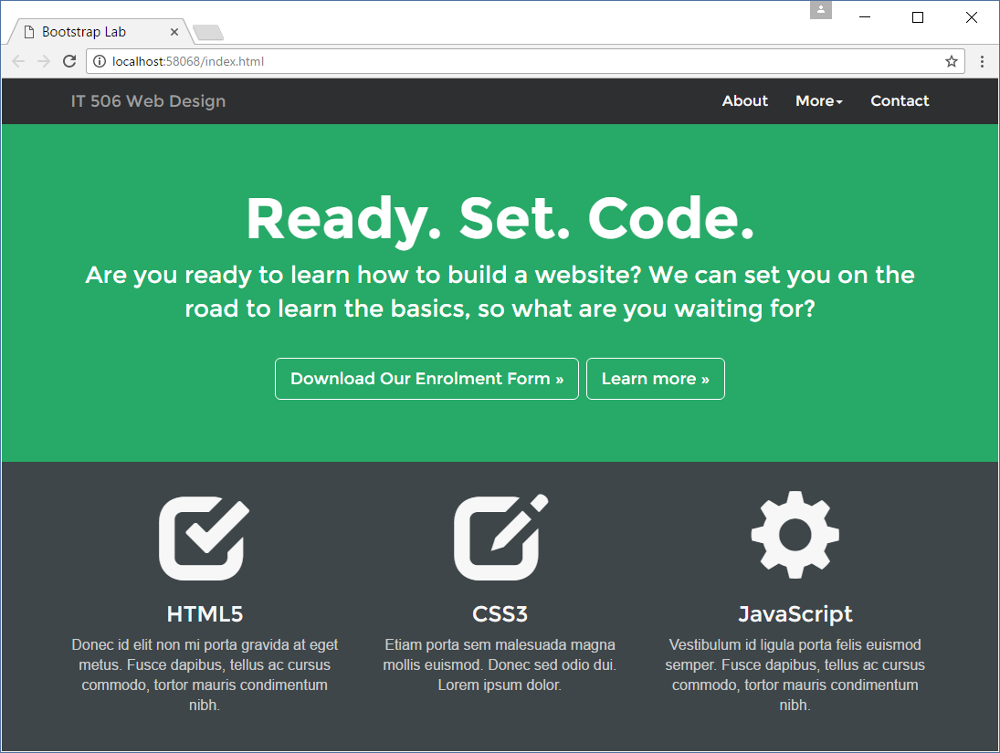 Bootstrap Lab
localhost:58068/index.html
IT 506 Web Design
About
More
Contact
Ready. Set. Code.
Are you ready to learn how to build a website? We can set you on the
road to learn the basics, so what are you waiting for?
Download Our Enrolment Form »
Learn more »
HTML5
Donec id elit non mi porta gravida at eget
metus. Fusce dapibus, tellus ac cursus
commodo, tortor mauris condimentum
nibh.
CSS3
Etiam porta sem malesuada magna
mollis euismod. Donec sed odio dui.
Lorem ipsum dolor.
JavaScript
Vestibulum id ligula porta felis euismod
semper. Fusce dapibus, tellus ac cursus
commodo, tortor mauris condimentum
nibh.